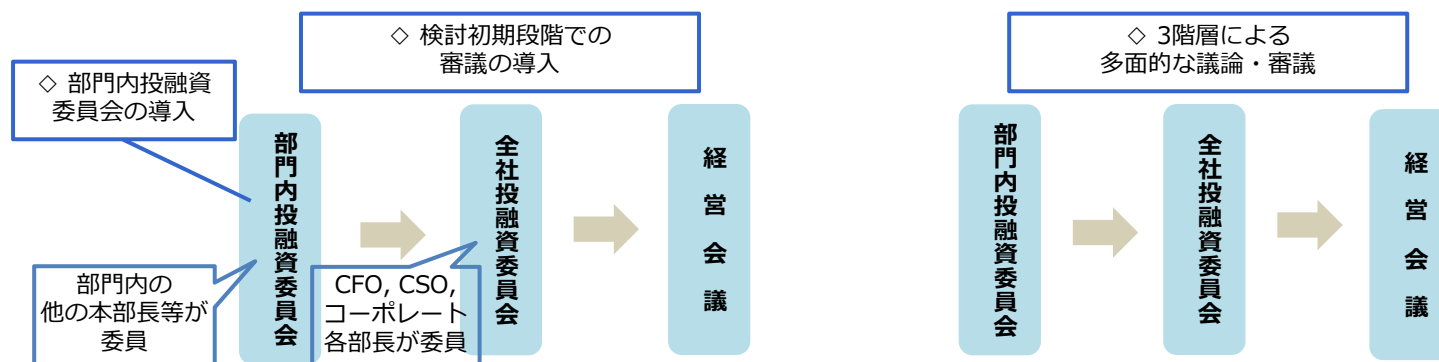 ◇ 検討初期段階での
審議の導入
◇ 3階層による
多面的な議論・審議
◇ 部門内投融資
委員会の導入
部門内投融資委員会
全社投融資委員会
経営会議
部門内の
他の本部長等が
委員
CFO, CSO,
コーポレート
各部長が委員
部門内投融資委員会
全社投融資委員会
経営会議